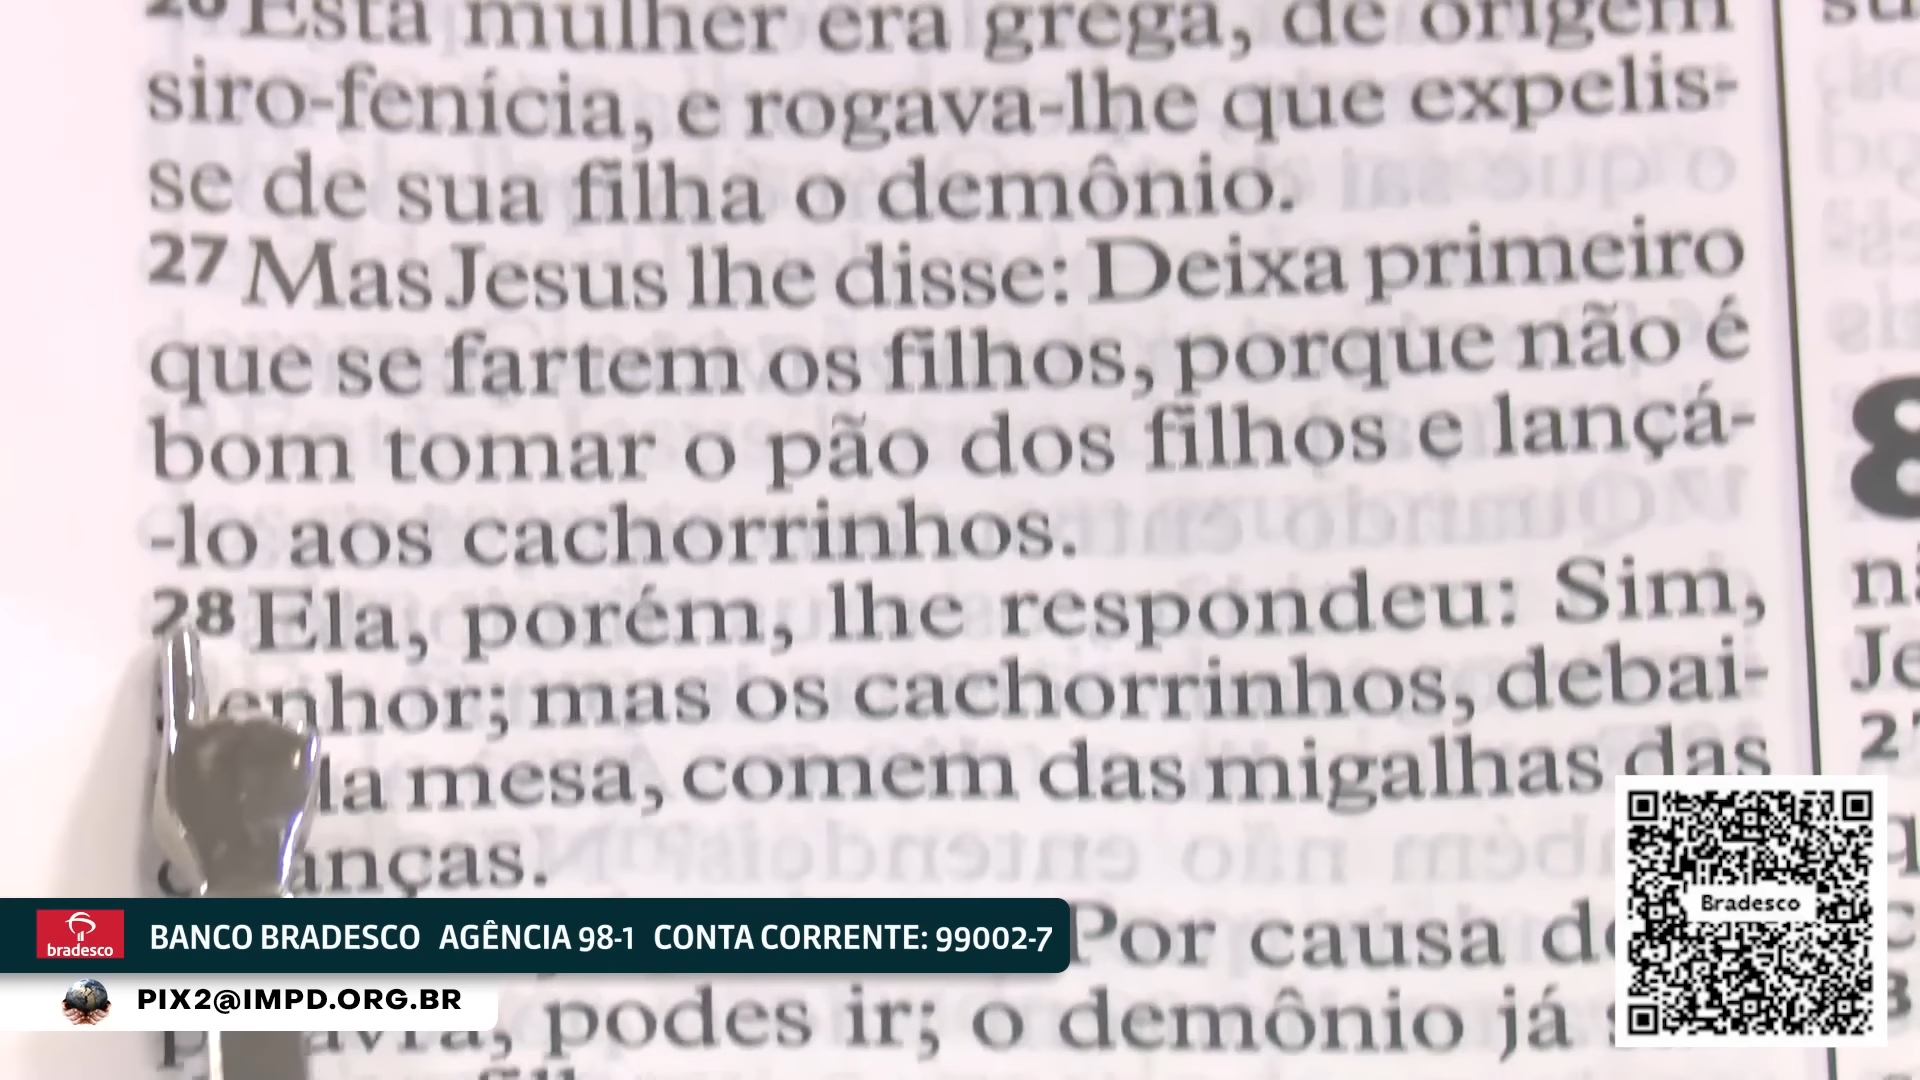 26 Esta mulher era grega, de origem
siro-fenícia, e rogava-lhe que expelis-
se de sua filha o demônio.
27 Mas Jesus lhe disse: Deixa primeiro
que se fartem os filhos, porque não é
bom tomar o pão dos filhos e lançá-
-lo aos cachorrinhos.
28 Ela, porém, lhe respondeu: Sim,
enhor; mas os cachorrinhos, debai-
la mesa, comem das migalhas das
anças.
Por causa de
podes ir; o demônio já
8
Je
27
bradesco
BANCO BRADESCO AGÊNCIA 98-1 CONTA CORRENTE: 99002-7
PIX2@IMPD.ORG.BR
Bradesco